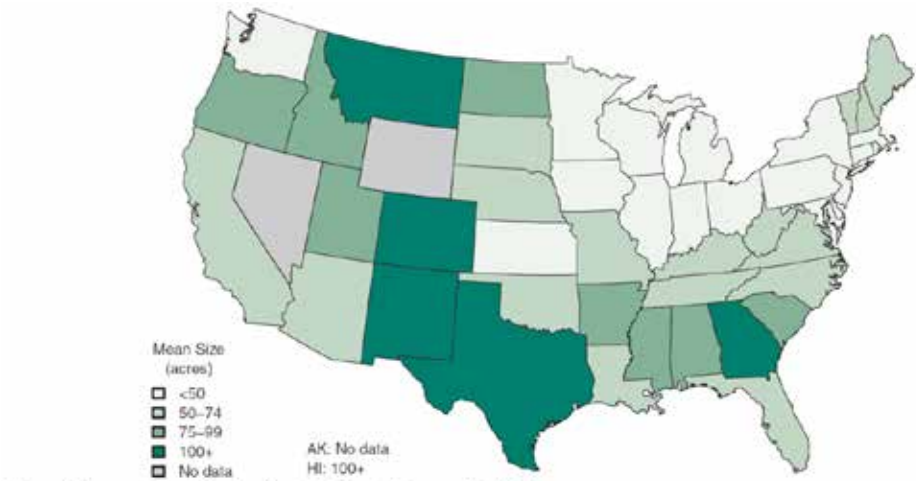 Mean Size
(acres)
<50
50–74
75–99
100+
No data
AK: No data
HI: 100+